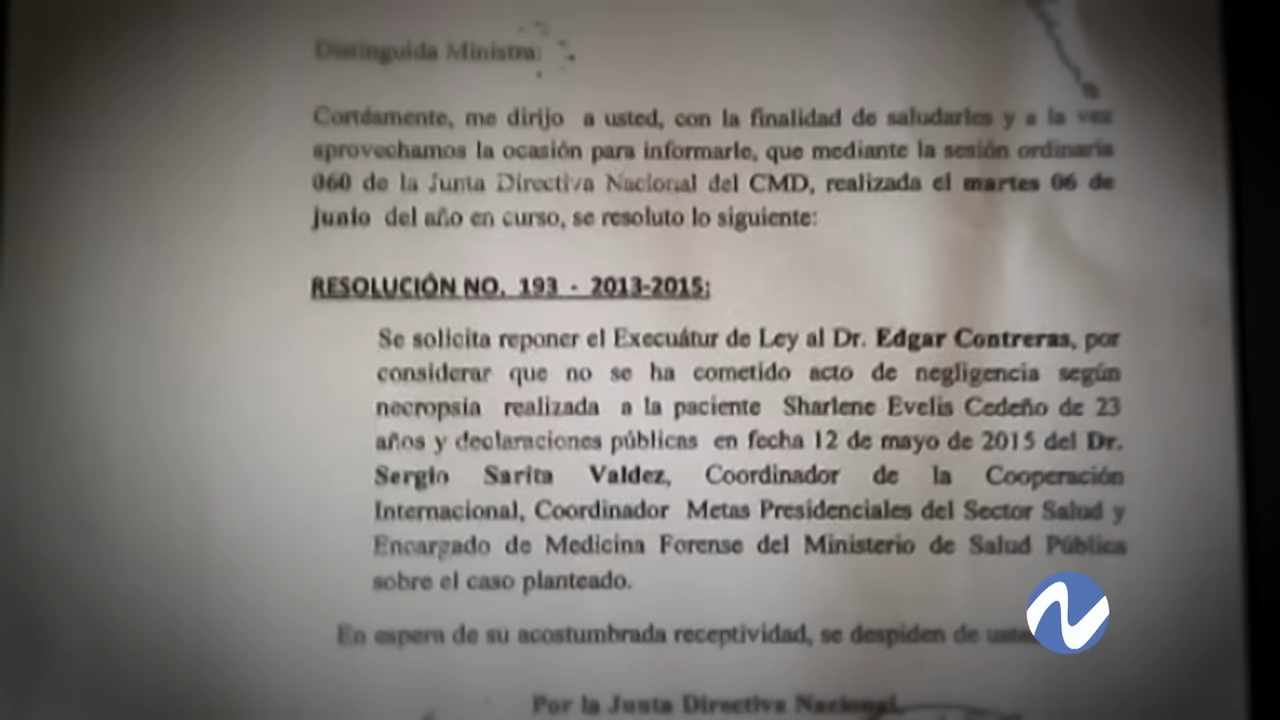 Distinguida Ministra:
Cortésmente, me dirijo a usted, con la finalidad de saludarles y a la vez
aprovechamos la ocasión para informarle, que mediante la sesión ordinaria
060 de la Junta Directiva Nacional del CMD, realizada el martes 06 de
junio del año en curso, se resoluto lo siguiente:
RESOLUCIÓN NO. 193 - 2013-2015:
Se solicita reponer el Execuátur de Ley al Dr. Edgar Contreras, por
considerar que no se ha cometido acto de negligencia según
necropsia realizada a la paciente Sharlene Evelis Cedeño de 23
años y declaraciones públicas en fecha 12 de mayo de 2015 del Dr.
Sergio Sarita Valdez, Coordinador de la Cooperación
Internacional, Coordinador Metas Presidenciales del Sector Salud y
Encargado de Medicina Forense del Ministerio de Salud Pública
sobre el caso planteado.
En espera de su acostumbrada receptividad, se despiden de
Por la Junta Directiva Nacional